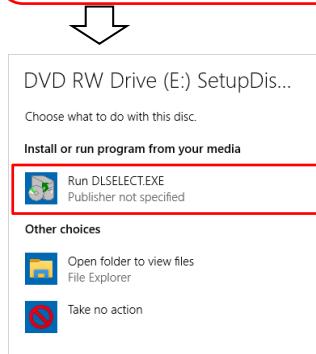 DVD RW Drive (E:) SetupDis...
Choose what to do with this disc.
Install or run program from your media
Run DLSELECT.EXE
Publisher not specified
Other choices
Open folder to view files
File Explorer
Take no action